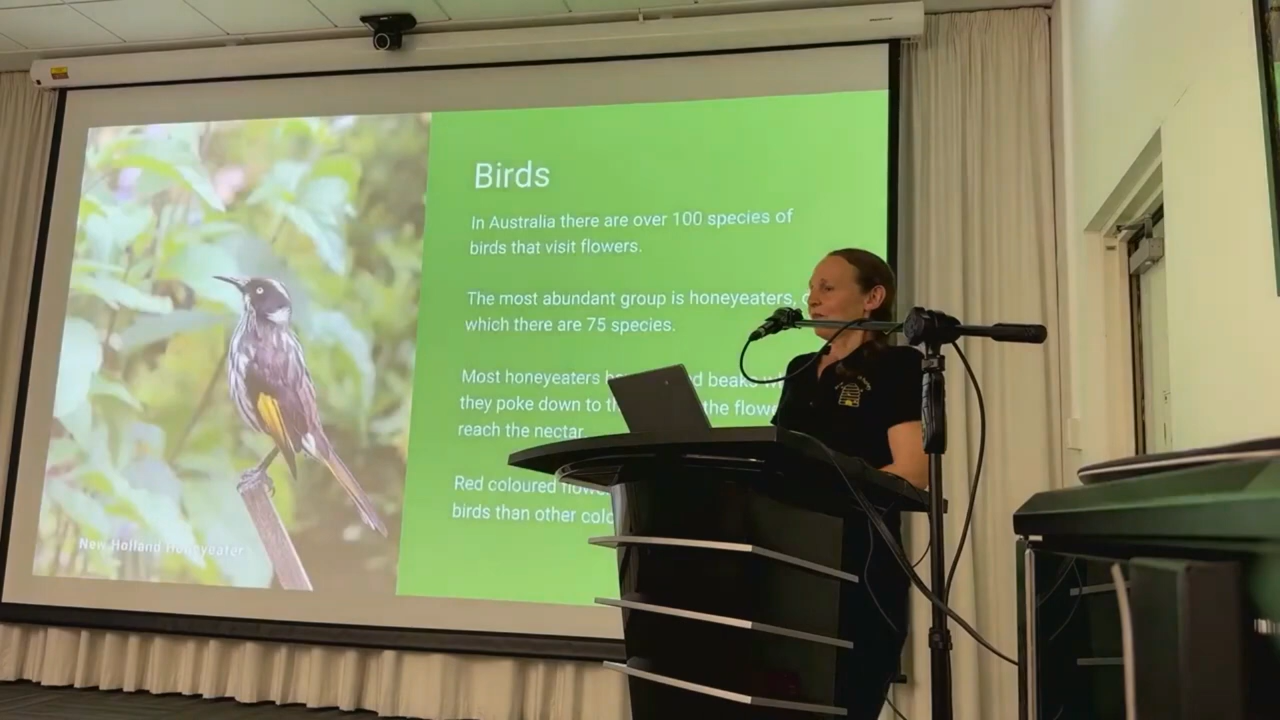 Birds
In Australia there are over 100 species of
birds that visit flowers.
The most abundant group is honeyeaters,
which there are 75 species.
Most honeyeaters beaks
they poke down to the
reach the nectar
Red coloured
birds than other
New Holland Honeyeater